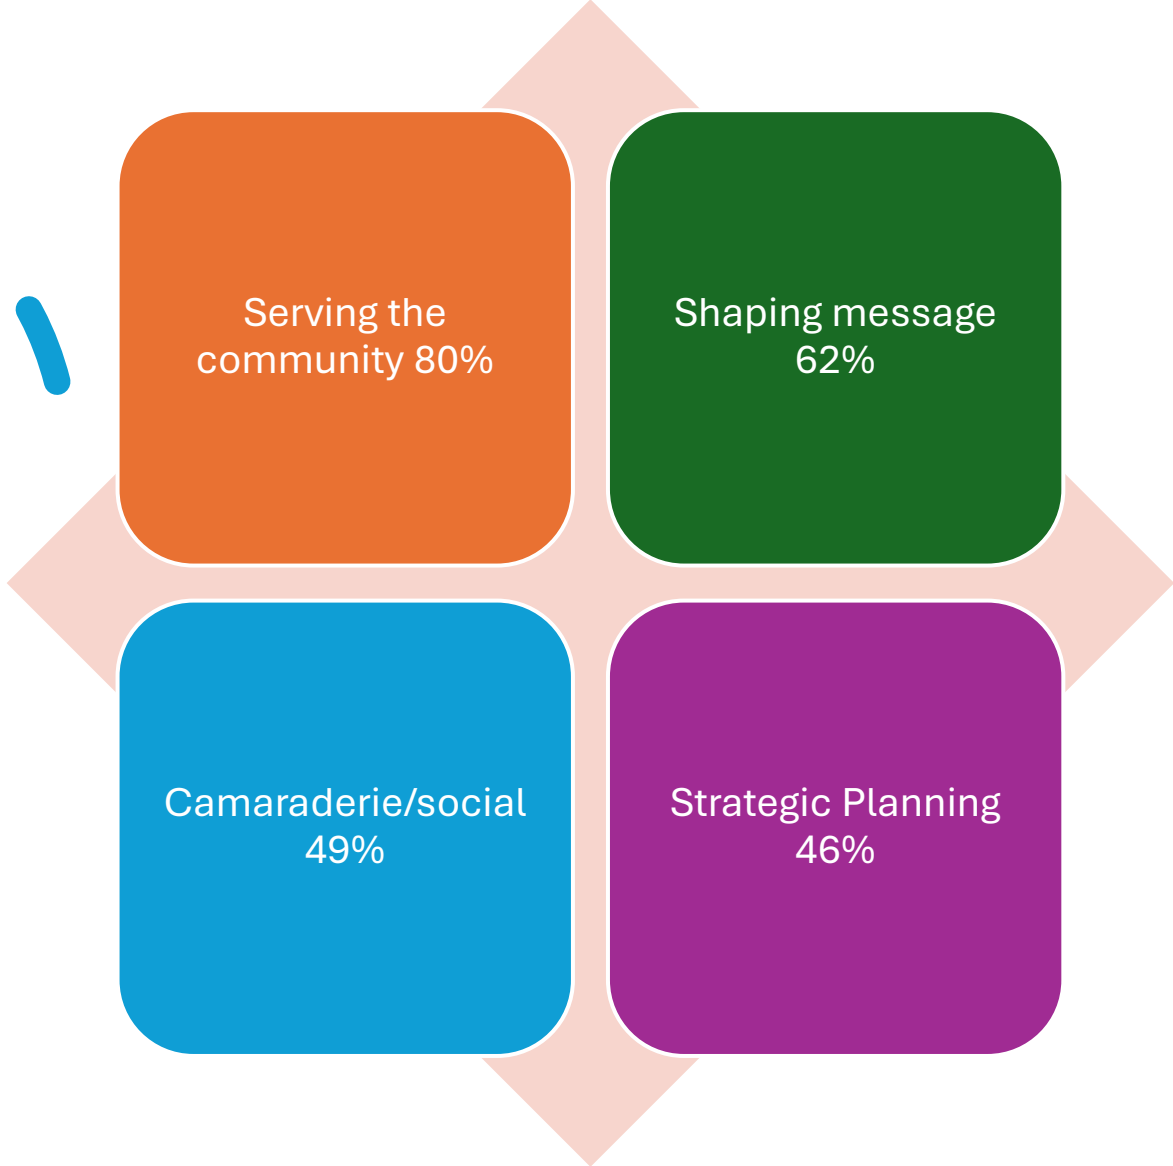 Serving the
community 80%
Shaping message
62%
Camaraderie/social
49%
Strategic Planning
46%